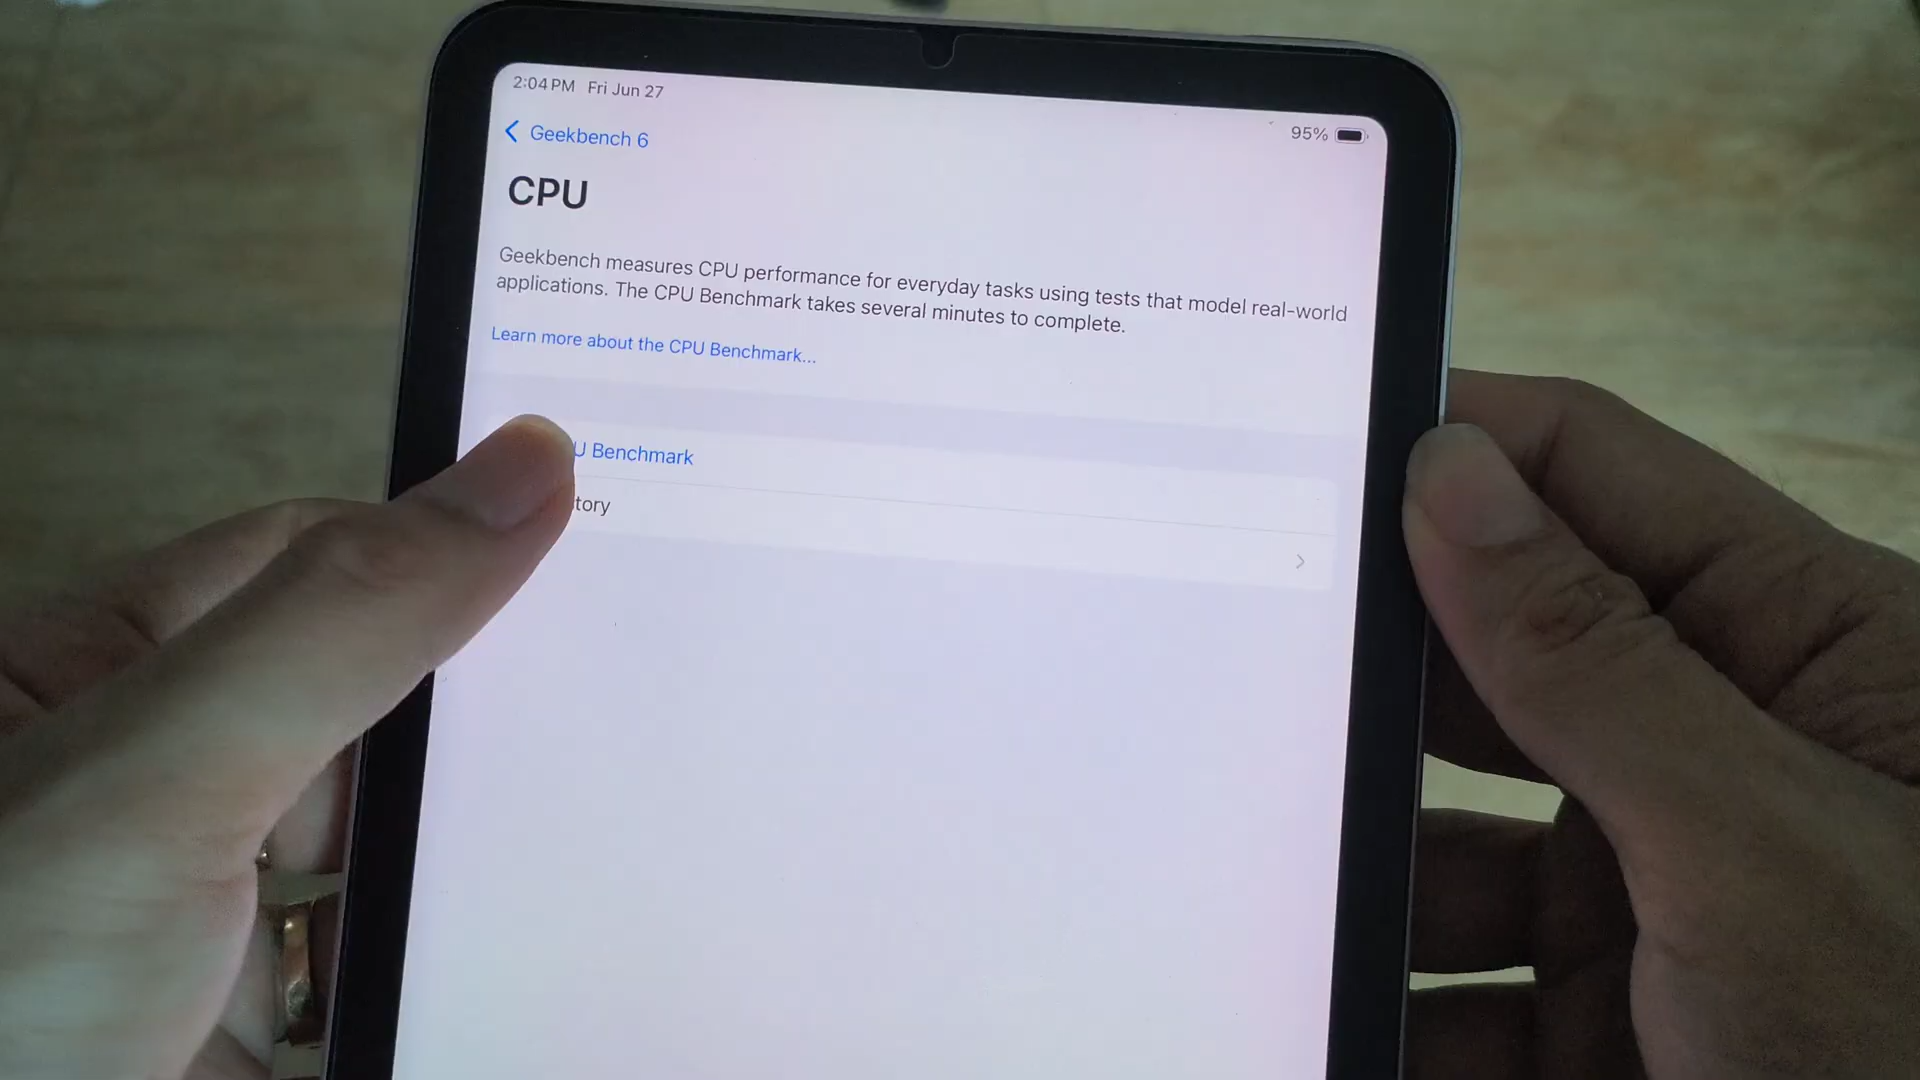 2:04 PM Fri Jun 27
95%
Geekbench 6
CPU
Geekbench measures CPU performance for everyday tasks using tests that model real-world
applications. The CPU Benchmark takes several minutes to complete.
Learn more about the CPU Benchmark...
U Benchmark
tory